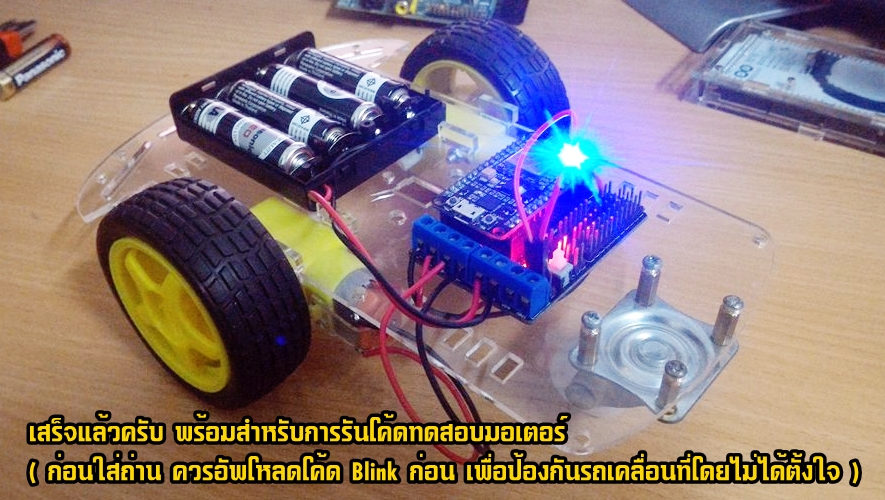 Panasonic
เสร็จแล้วครับ พร้อมสำหรับการรันโค้ดทดสอบมอเตอร์
( ก่อนใส่ถ่าน ควรอัพโหลดโค้ด Blink ก่อน เพื่อป้องกันรถเคลื่อนที่โดยไม่ได้ตั้งใจ )